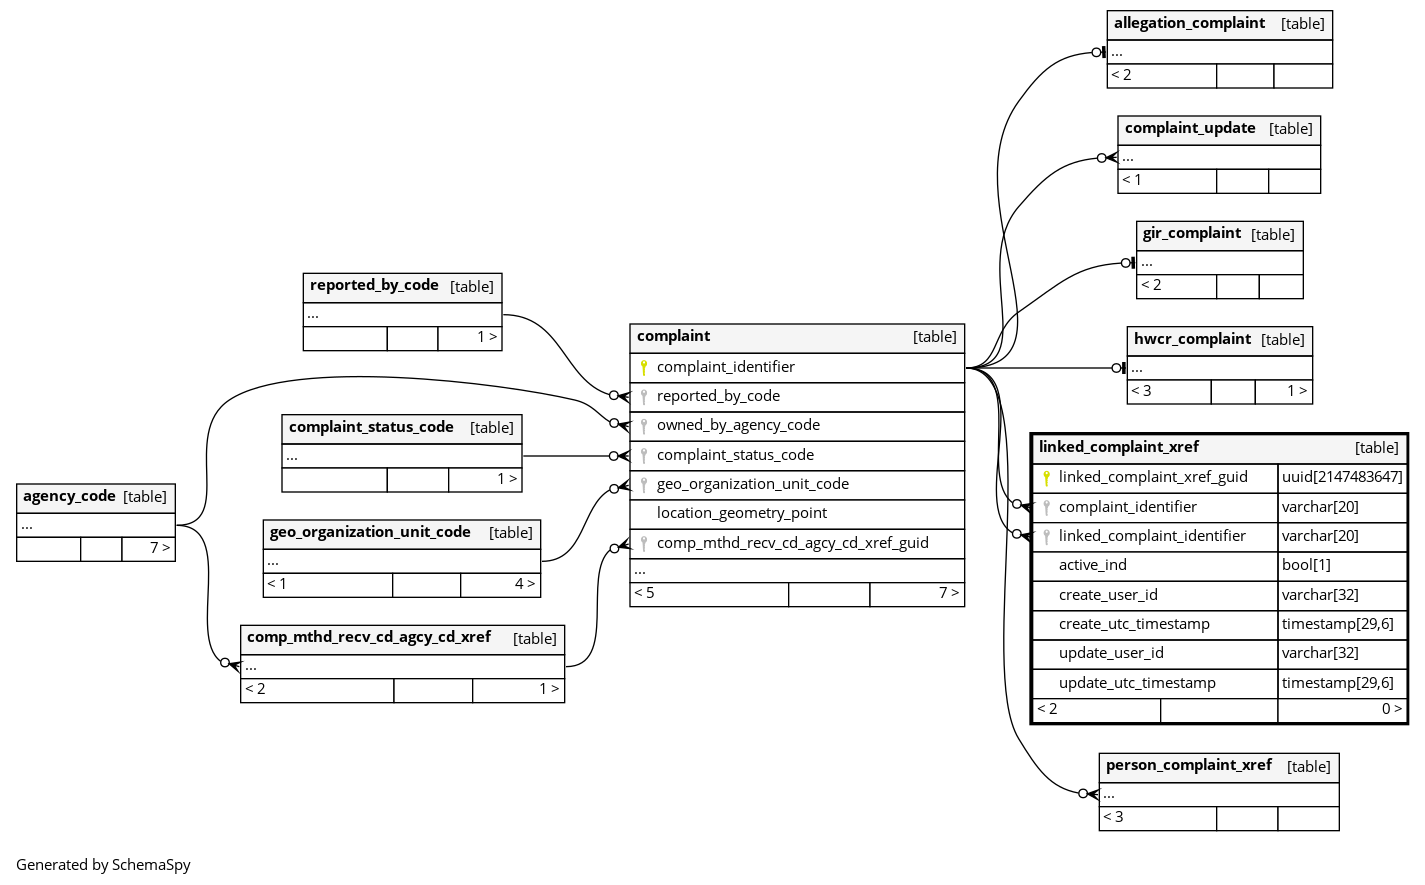 allegation_complaint [table]
...
< 2
complaint_update [table]
...
< 1
gir_complaint [table]
...
< 2
hwcr_complaint [table]
...
< 3 1 >
reported_by_code [table]
...
1 >
complaint_status_code [table]
...
1 >
agency_code [table]
...
7 >
geo_organization_unit_code [table]
...
< 1 4 >
comp_mthd_recv_cd_agcy_cd_xref [table]
...
< 2 1 >
complaint [table]
complaint_identifier
reported_by_code
owned_by_agency_code
complaint_status_code
geo_organization_unit_code
location_geometry_point
comp_mthd_recv_cd_agcy_cd_xref_guid
...
< 5 7 >
linked_complaint_xref [table]
linked_complaint_xref_guid uuid[2147483647]
complaint_identifier varchar[20]
linked_complaint_identifier varchar[20]
active_ind bool[1]
create_user_id varchar[32]
create_utc_timestamp timestamp[29,6]
update_user_id varchar[32]
update_utc_timestamp timestamp[29,6]
< 2 0 >
person_complaint_xref [table]
...
< 3
Generated by SchemaSpy